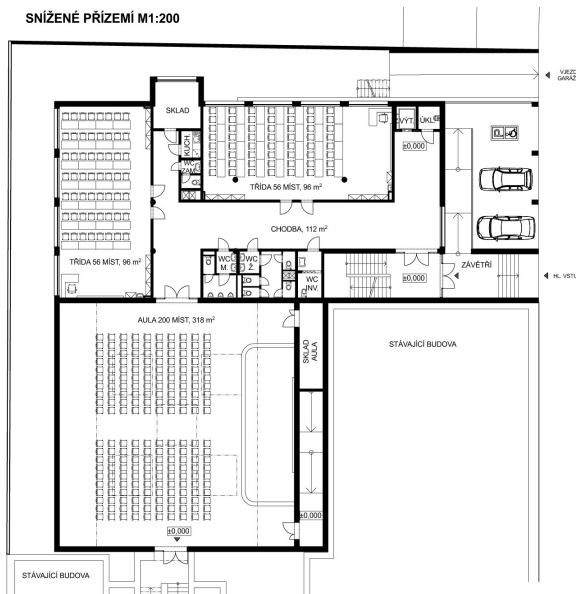 SNÍŽENÉ PŘÍZEMÍ M1:200
VJEZD
GARÁŽ
SKLAD
VÝT.
ÚKL.
±0,000
KUCH
WC
ZAM.
TŘÍDA 56 MÍST, 96 m²
CHODBA, 112 m²
TŘÍDA 56 MÍST, 96 m²
WC
M.
WC
Ž.
WC
INV.
±0,000
ZÁVĚTŘÍ
HL. VSTU
AULA 200 MÍST, 318 m²
SKLAD
AULA
STÁVAJÍCÍ BUDOVA
±0,000
±0,000
STÁVAJÍCÍ BUDOVA